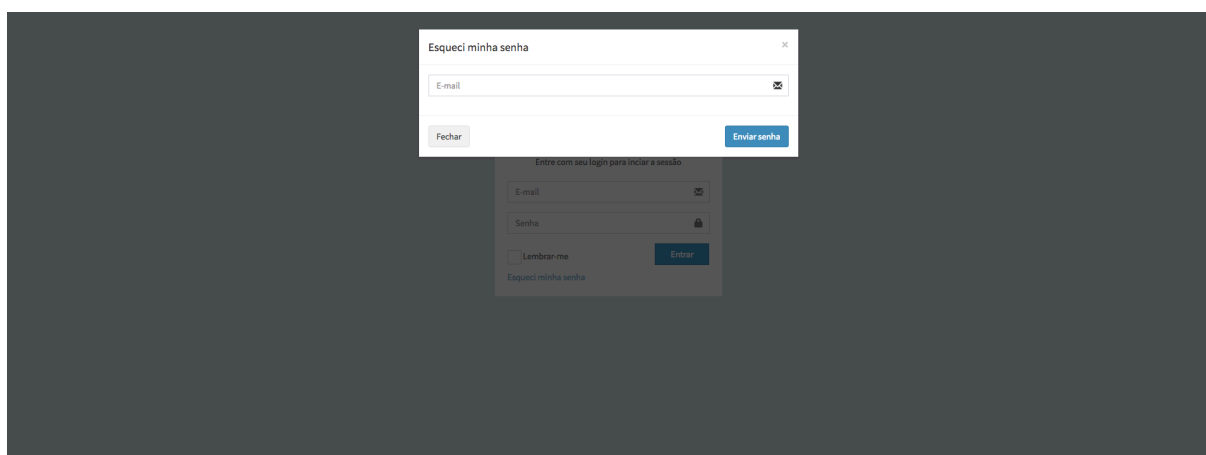 Esqueci minha senha ×
E-mail
Fechar Enviar senha
Entre com seu login para inciar a sessão
E-mail
Senha
Lembrar-me Entrar
Esqueci minha senha